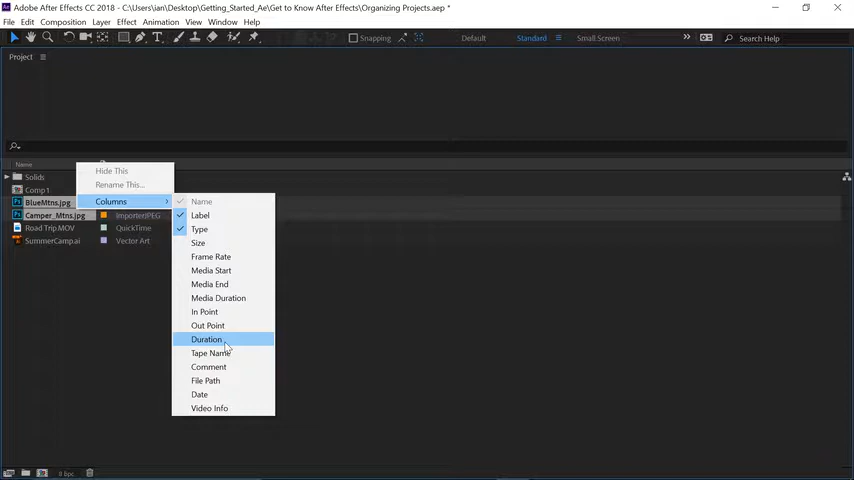 Ae Adobe After Effects CC 2018 - C:\Users\ian\Desktop\Getting_Started_Ae\Get to Know After Effects\Organizing Projects.aep *
File Edit Composition Layer Effect Animation View Window Help
Snapping Default Standard Small Screen Search Help
Project
Name
Solids
Comp 1
BlueMtns.jpg
Camper_Mtns.jpg ImporterJPEG
Road Trip.MOV QuickTime
SummerCamp.ai Vector Art
Hide This
Rename This...
Columns
Name
Label
Type
Size
Frame Rate
Media Start
Media End
Media Duration
In Point
Out Point
Duration
Tape Name
Comment
File Path
Date
Video Info
8 bpc